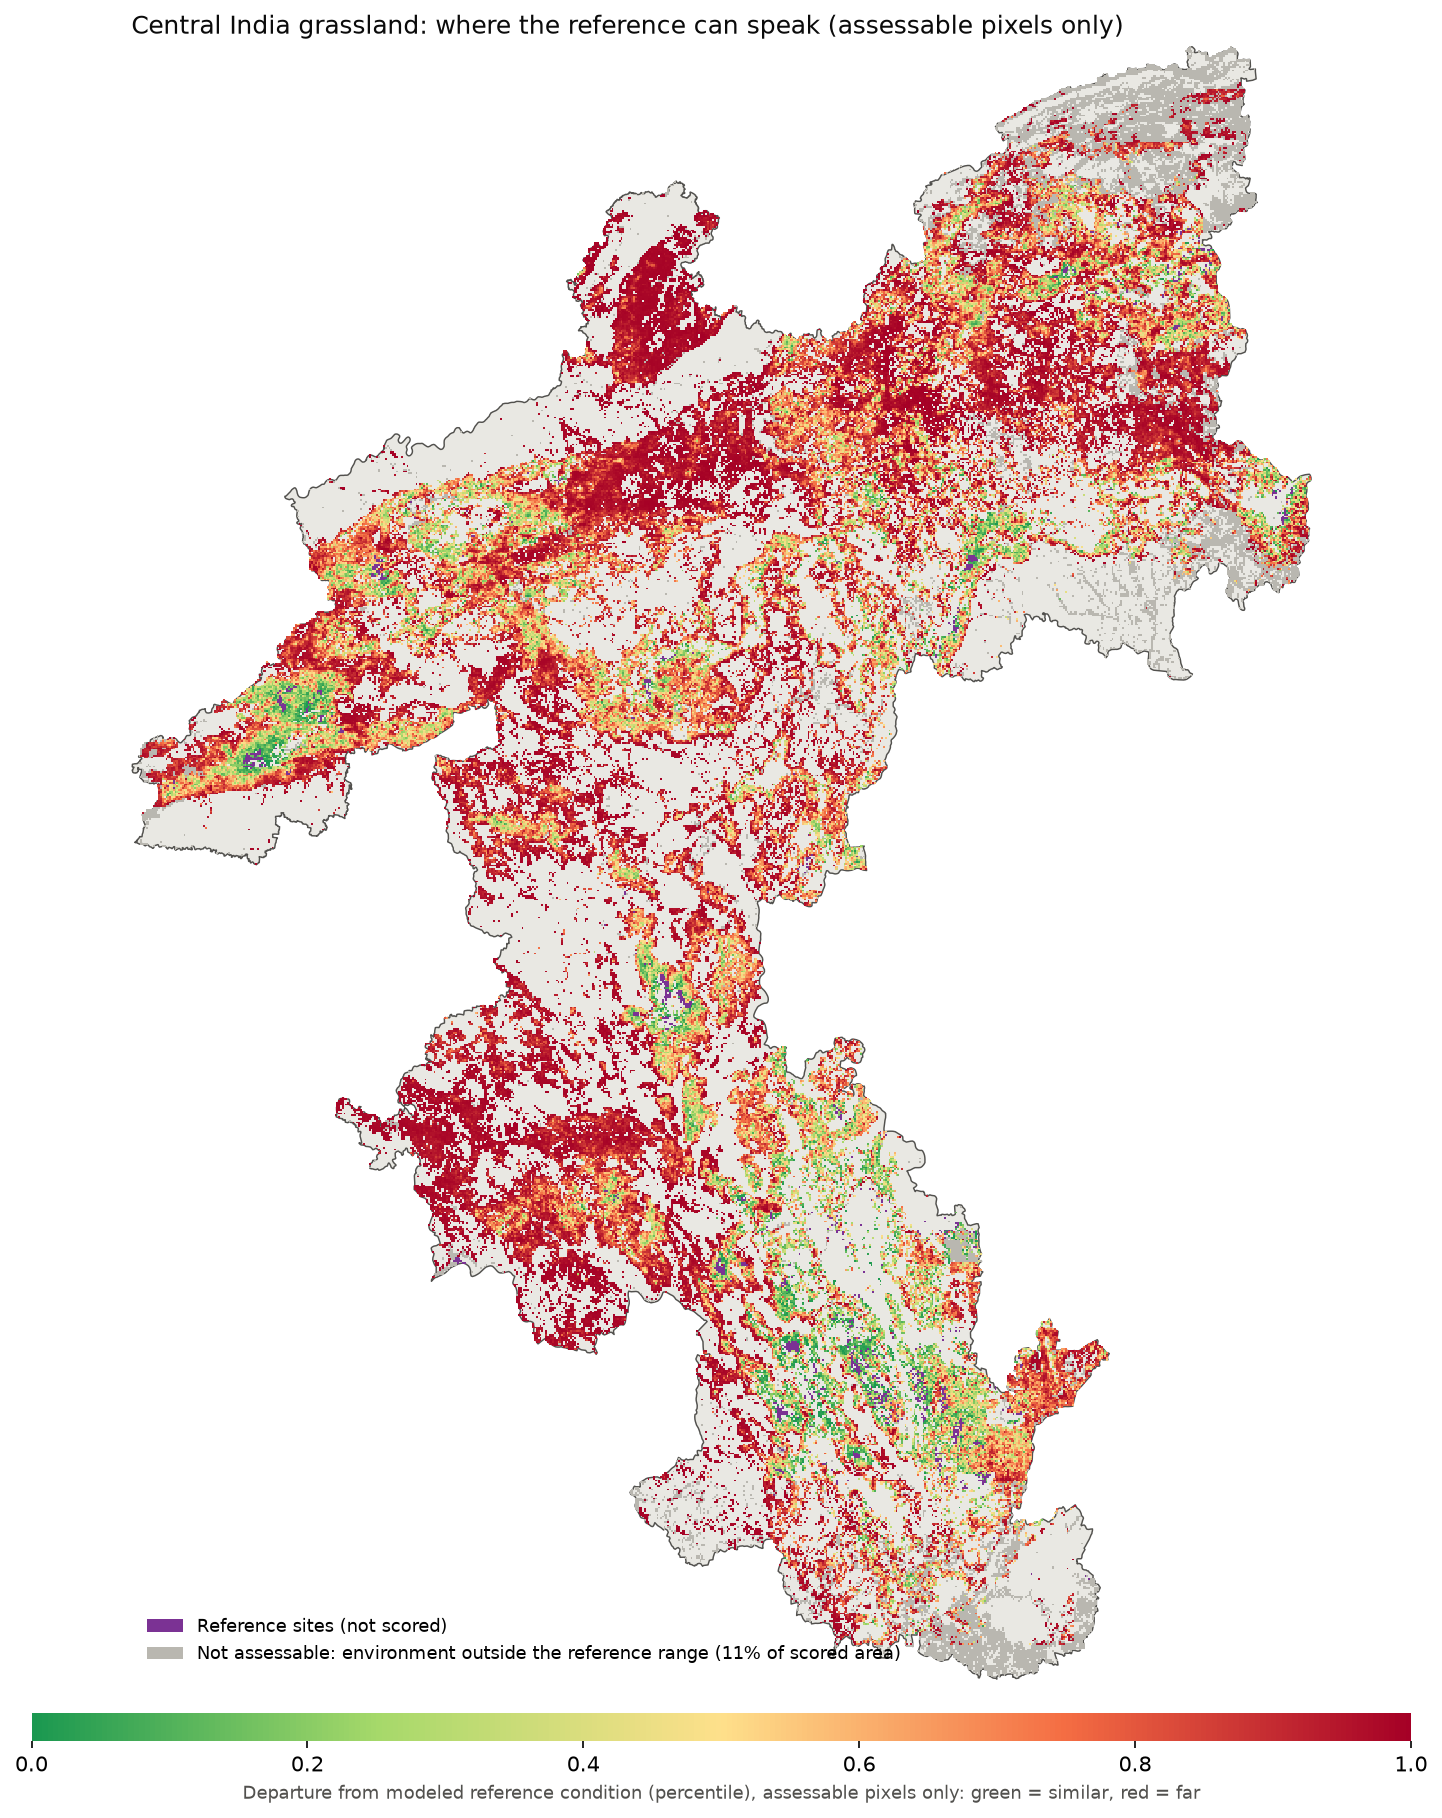 Central India grassland: where the reference can speak (assessable pixels only)
Reference sites (not scored)
Not assessable: environment outside the reference range (11% of scored area)
0.0 0.2 0.4 0.6 0.8 1.0
Departure from modeled reference condition (percentile), assessable pixels only: green = similar, red = far